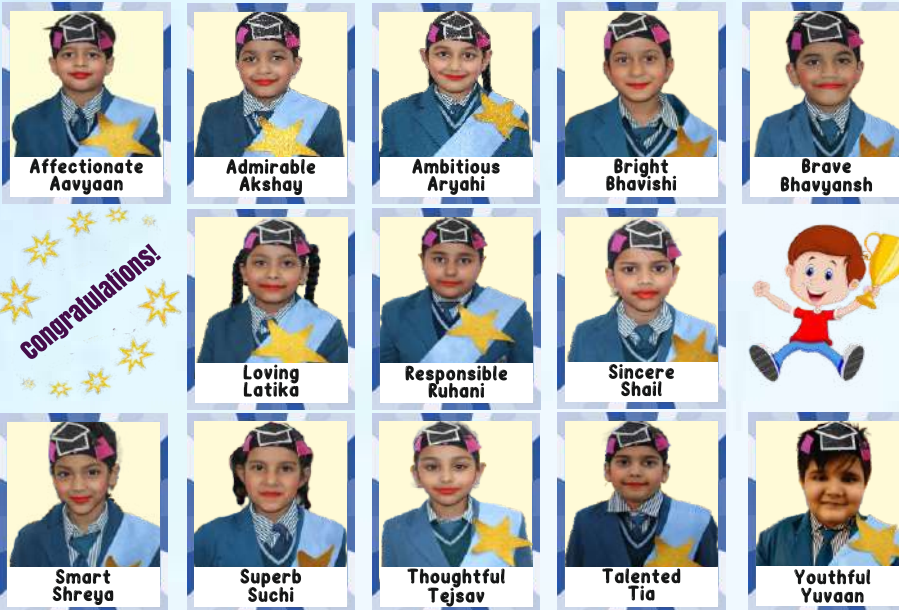 Affectionate
Aavyaan
Admirable
Akshay
Ambitious
Aryahi
Bright
Bhavishi
Brave
Bhavyansh
Congratulations!
Loving
Latika
Responsible
Ruhani
Sincere
Shail
Smart
Shreya
Superb
Suchi
Thoughtful
Tejsav
Talented
Tia
Youthful
Yuvaan